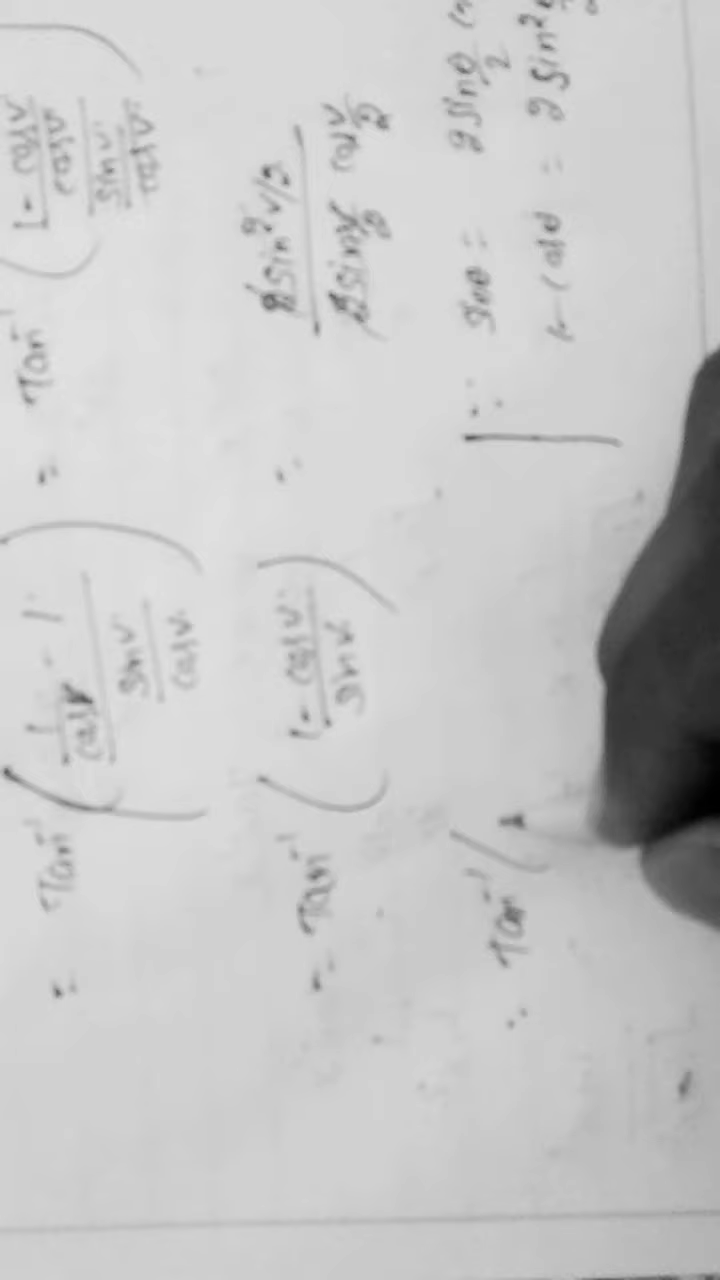 = Tan⁻¹ ( (1/cosv - 1) / (sinv/cosv) ) = Tan⁻¹ ( ((1 - cosv)/cosv) / (sinv/cosv) )
= Tan⁻¹ ( (1 - cosv) / sinv ) = 2sin²v/2 / 2sin v/2 cos v/2
= Tan⁻¹ ( ∵ sinθ = 2sinθ/2
1-cosθ = 2sin²